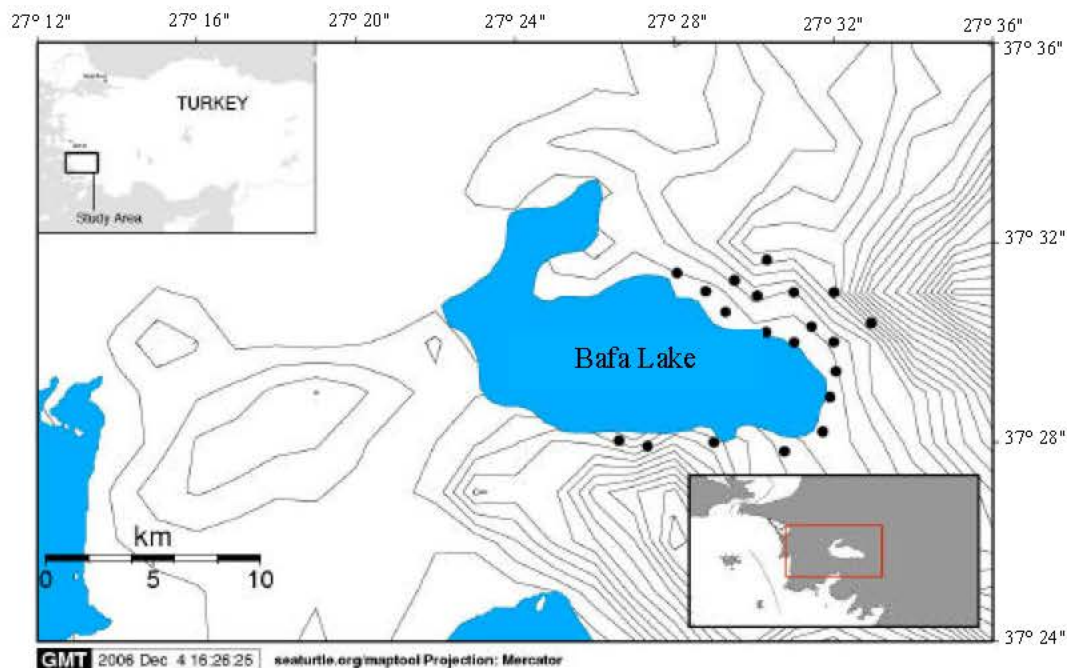 27° 12" 27° 16" 27° 20" 27° 24" 27° 28" 27° 32" 27° 36"
37° 36"
TURKEY
Study Area
37° 32"
Bafa Lake
37° 28"
km
0 5 10
37° 24"
GMT 2006 Dec 4 16:26:25 seaturtle.org/maptool Projection: Mercator